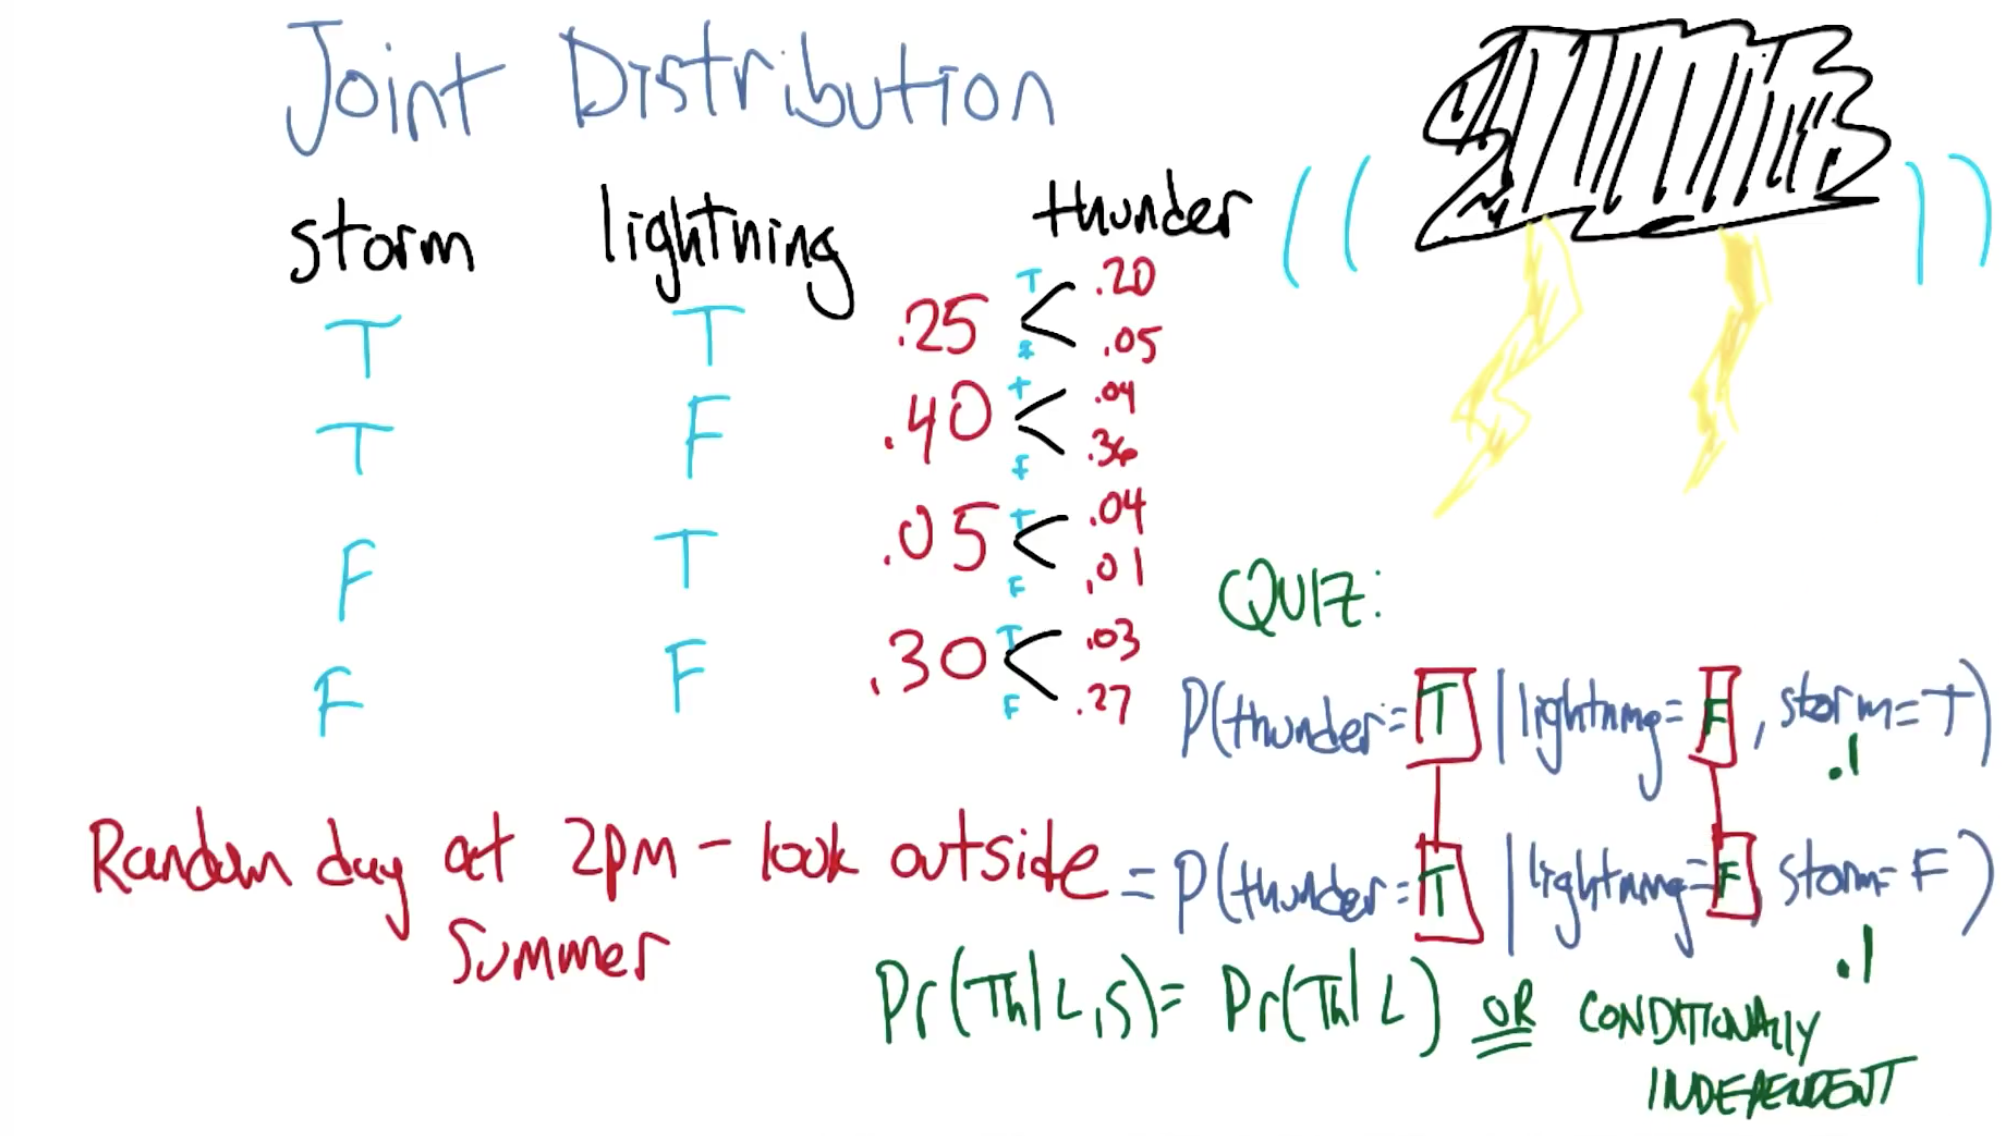 Joint Distribution
storm lightning thunder
T T .25 T .20
F .05
T F .40 T .04
F .36
F T .05 T .04
F .01
F F .30 T .03
F .27
QUIZ:
P(thunder=T|lightning=F, storm=T)
.1
Random day at 2pm - look outside
Summer
=P(thunder=T|lightning=F, storm=F)
.1
Pr(Th|L,S)=Pr(Th|L) OR CONDITIONALLY
INDEPENDENT